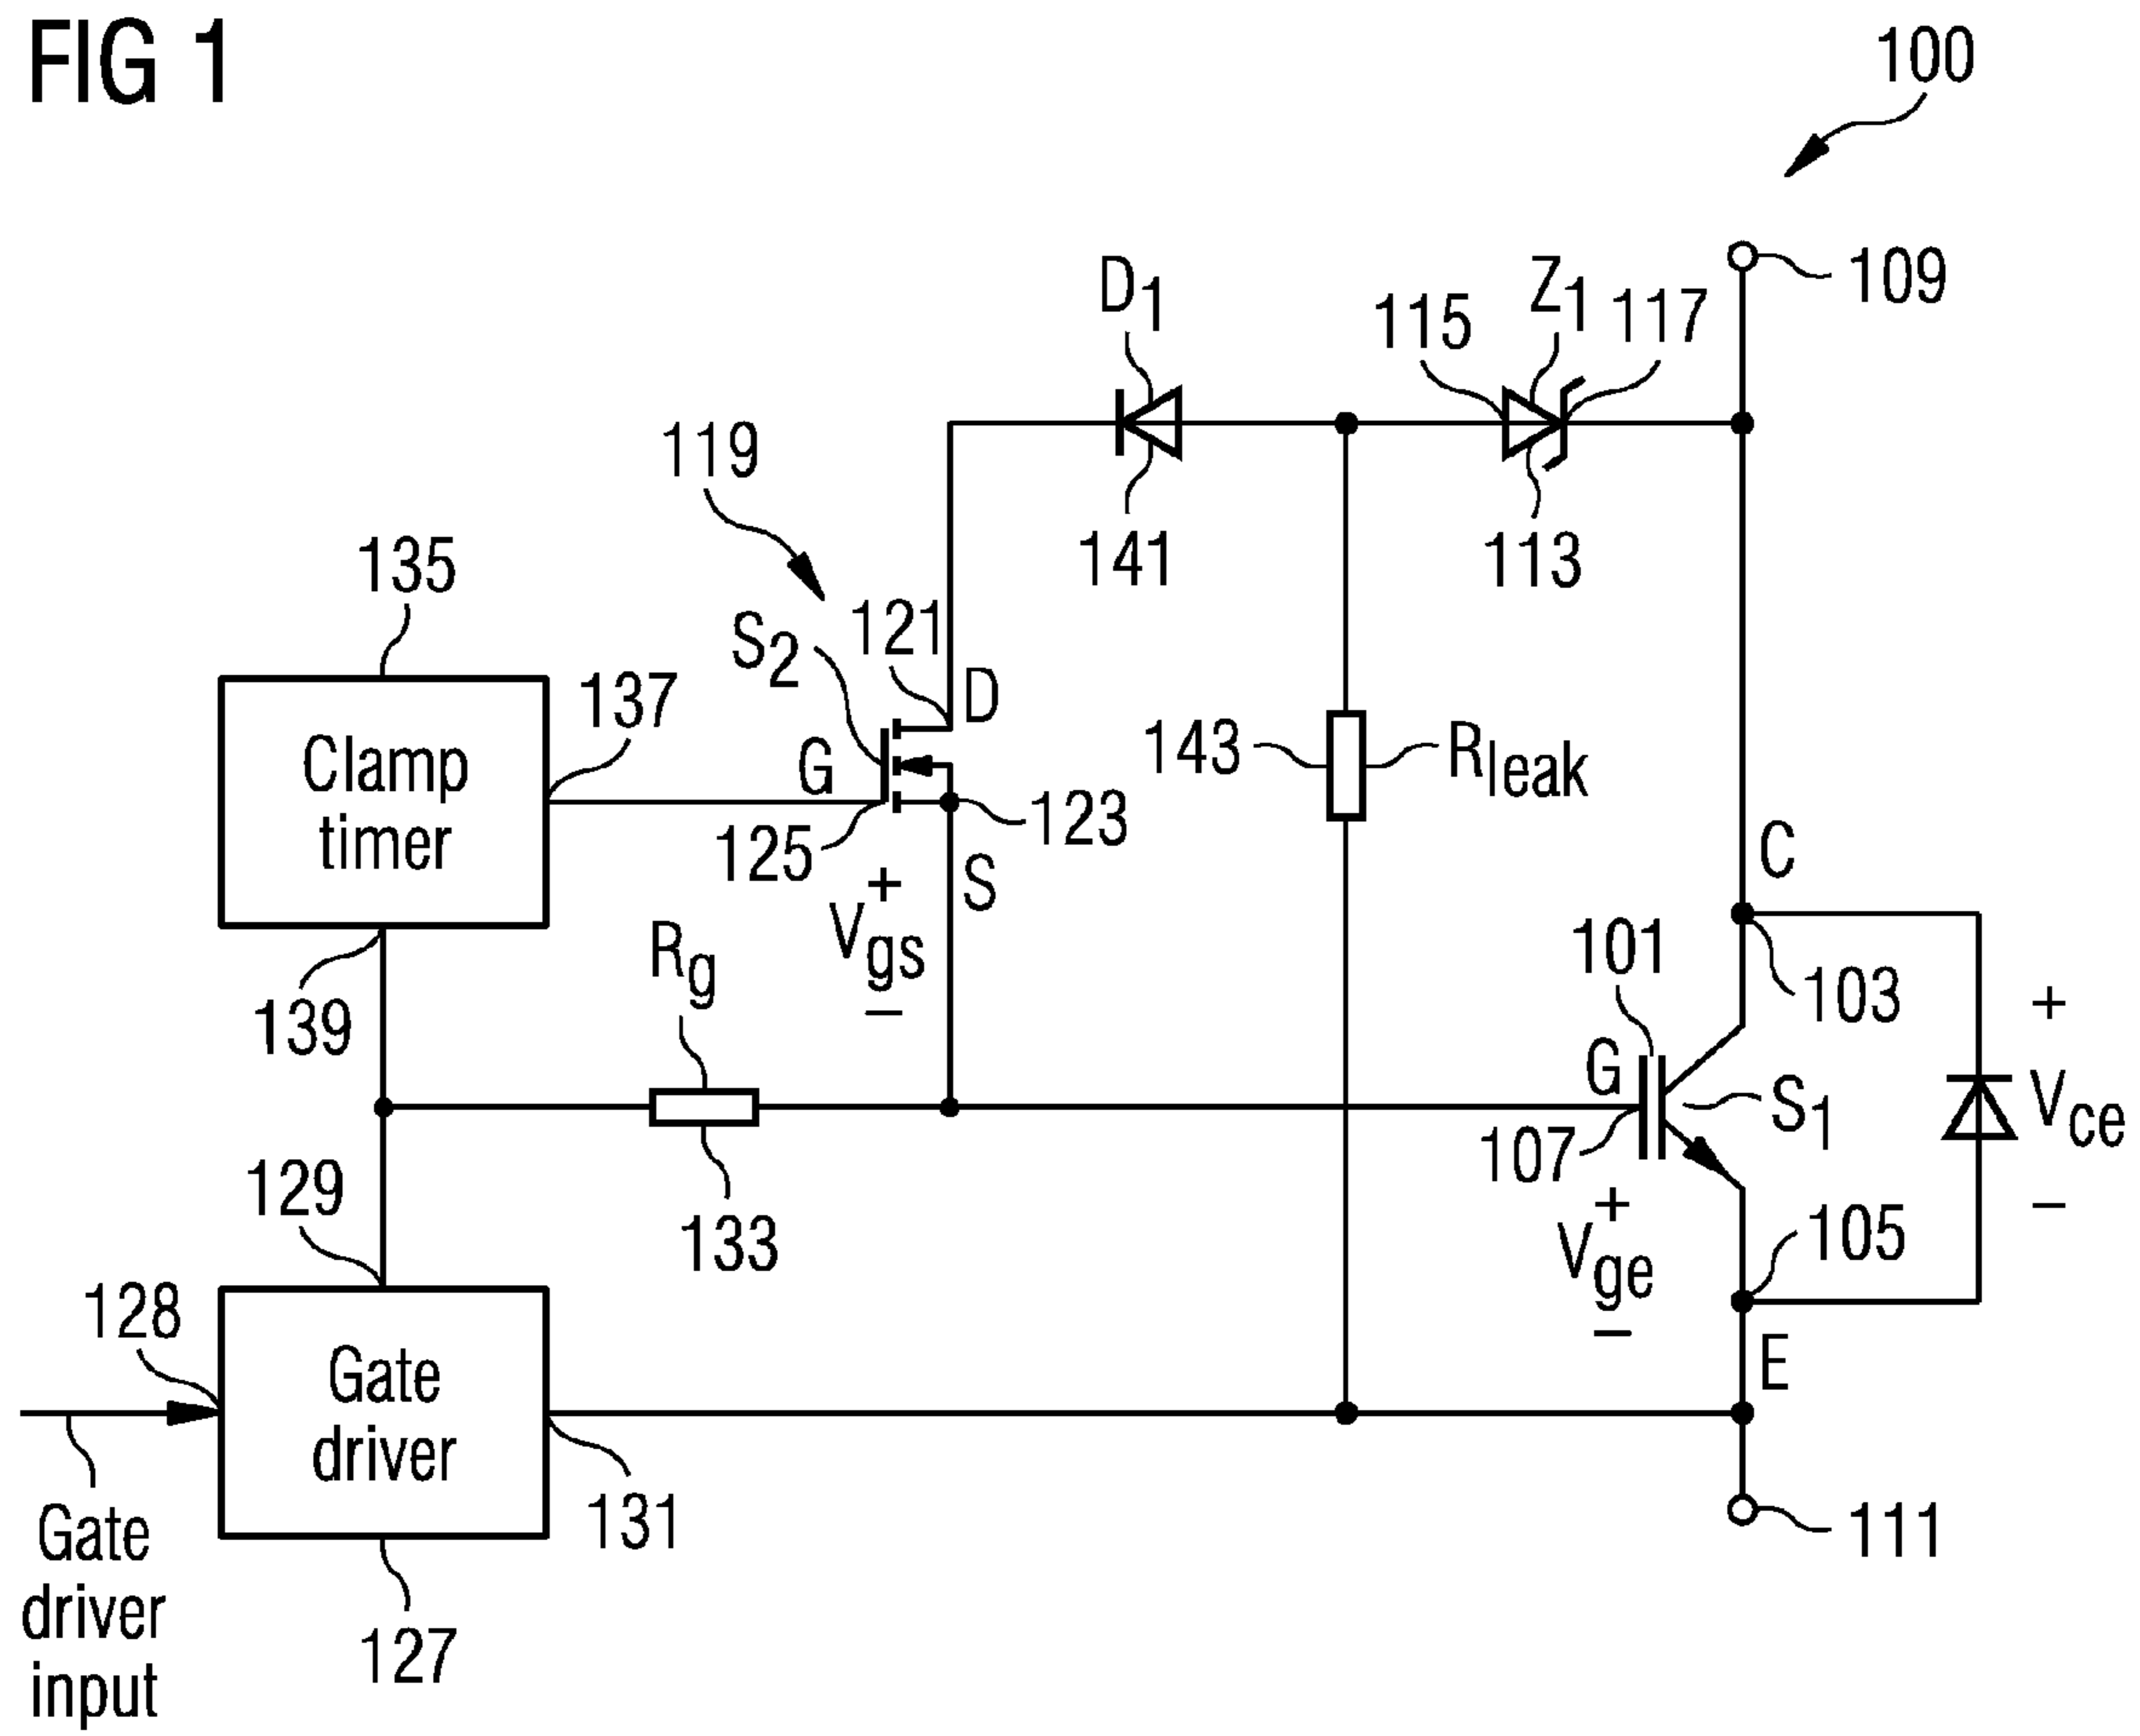 FIG 1
100
109
D1
115
Z1
117
119
141
113
135
S2
121
D
137
Clamp
timer
G
125
123
143
Rleak
+
Vgs
−
S
C
Rg
101
103
139
G
S1
+
Vce
−
107
129
133
+
Vge
−
105
128
Gate
driver
E
131
111
Gate
driver
input
127